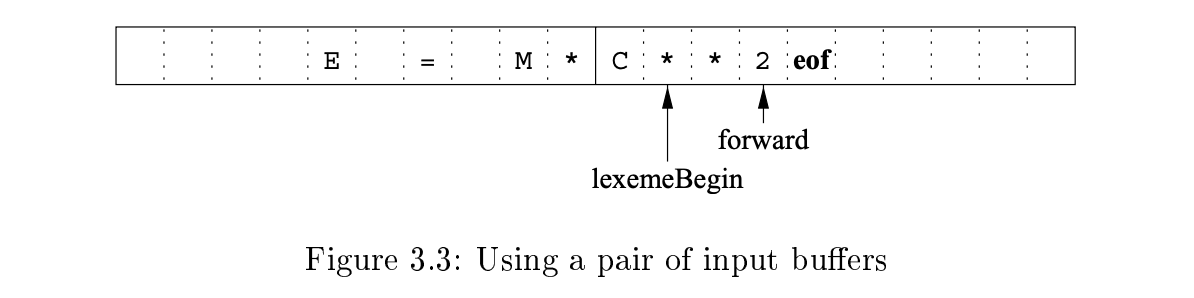 E = M * C * * 2 eof
forward
lexemeBegin
Figure 3.3: Using a pair of input buffers